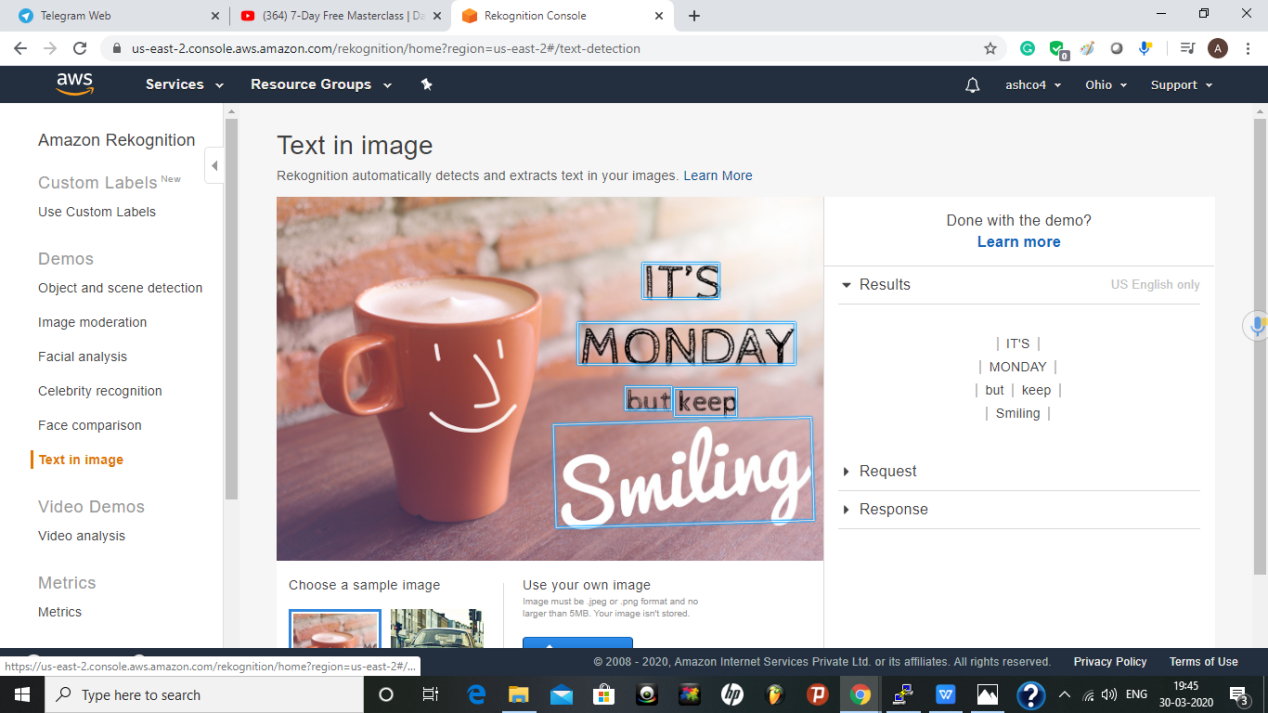 Telegram Web
(364) 7-Day Free Masterclass | Da
Rekognition Console
us-east-2.console.aws.amazon.com/rekognition/home?region=us-east-2#/text-detection
0
A
aws
Services
Resource Groups
ashco4
Ohio
Support
Amazon Rekognition
Custom Labels New
Use Custom Labels
Demos
Object and scene detection
Image moderation
Facial analysis
Celebrity recognition
Face comparison
Text in image
Video Demos
Video analysis
Metrics
Metrics
Text in image
Rekognition automatically detects and extracts text in your images. Learn More
IT'S
MONDAY
but keep
Smiling
Done with the demo?
Learn more
Results
US English only
| IT'S |
| MONDAY |
| but | keep |
| Smiling |
Request
Response
Choose a sample image
Use your own image
Image must be .jpeg or .png format and no
larger than 5MB. Your image isn't stored.
https://us-east-2.console.aws.amazon.com/rekognition/home?region=us-east-2#/...
© 2008 - 2020, Amazon Internet Services Private Ltd. or its affiliates. All rights reserved.
Privacy Policy
Terms of Use
Type here to search
hp
W
ENG
19:45
30-03-2020
3